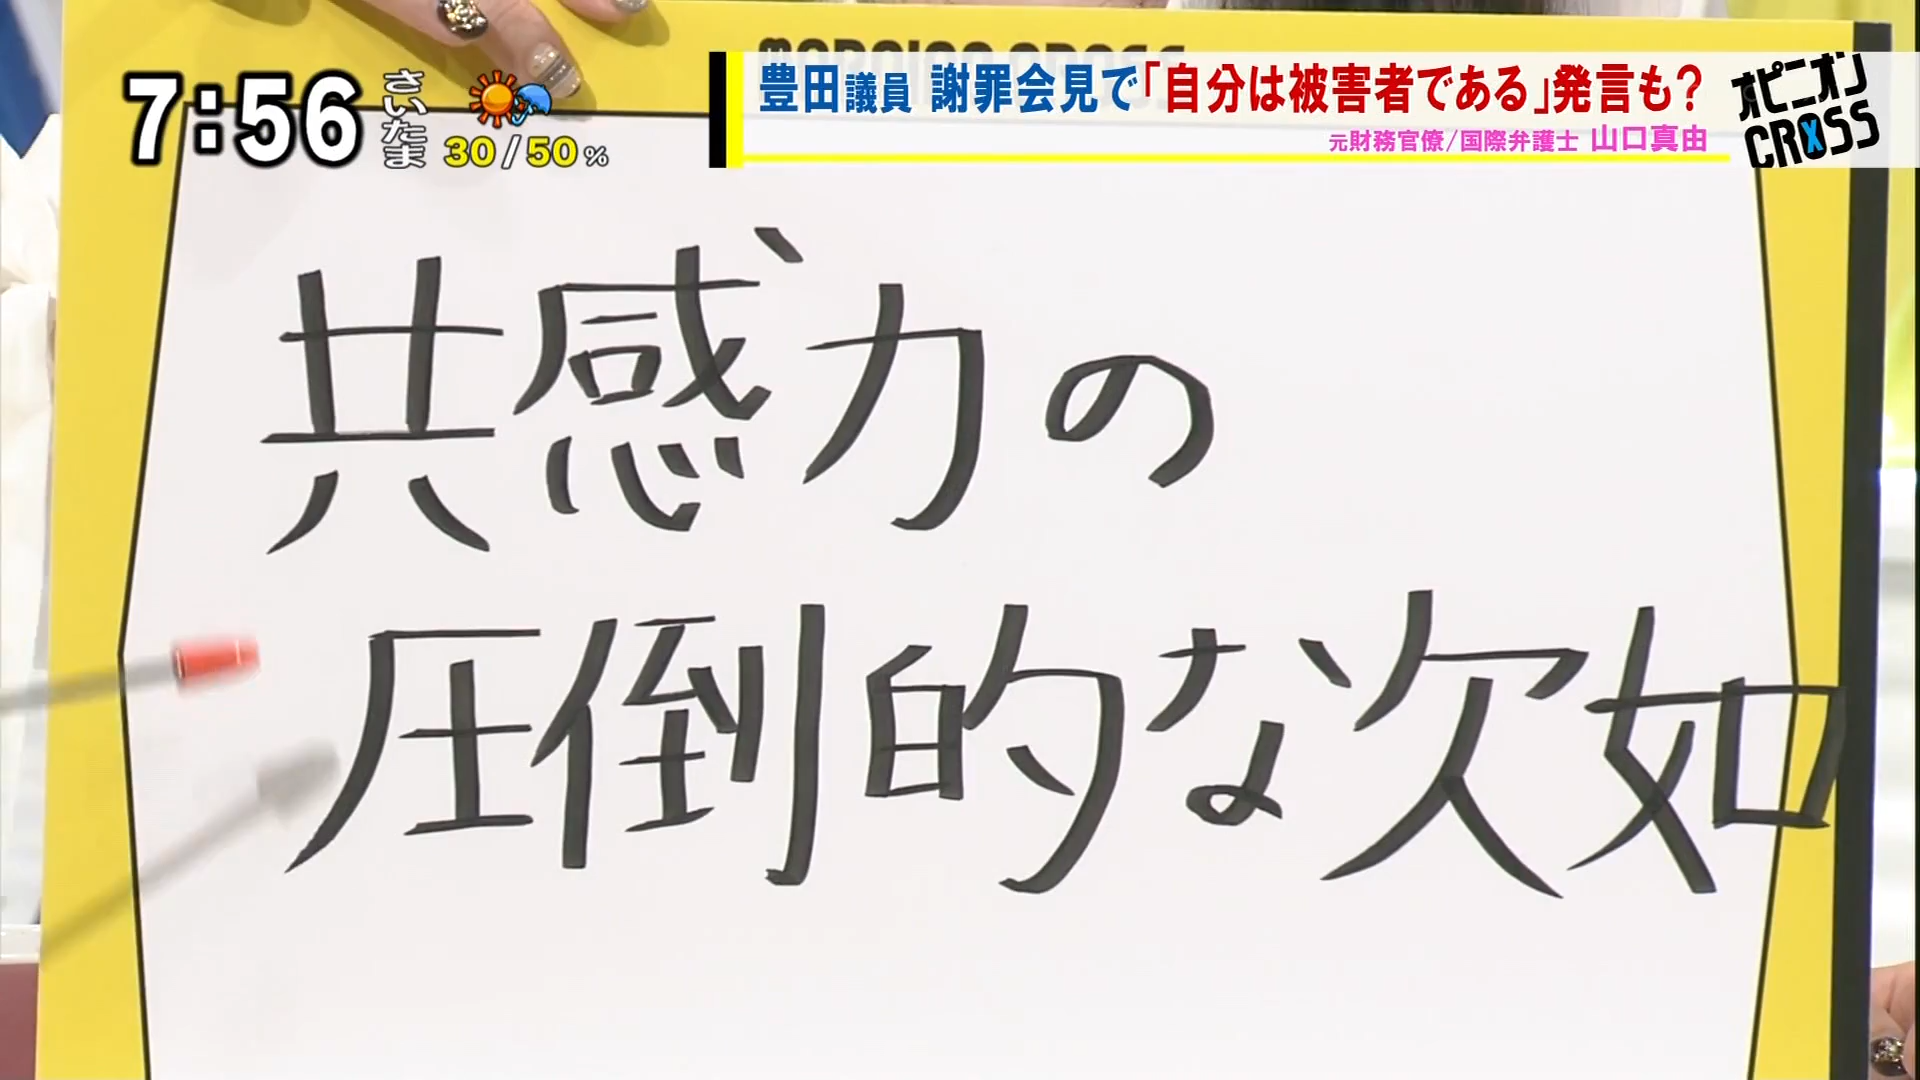 MORNING CROSS
7:56
さいたま
30/50%
豊田議員 謝罪会見で「自分は被害者である」発言も?
元財務官僚/国際弁護士 山口真由
オピニオン
CROSS
共感力の
圧倒的な欠如